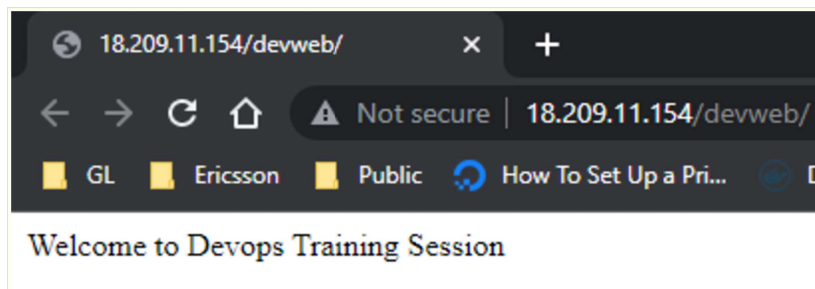 18.209.11.154/devweb/
Not secure | 18.209.11.154/devweb/
GL Ericsson Public How To Set Up a Pri...
Welcome to Devops Training Session